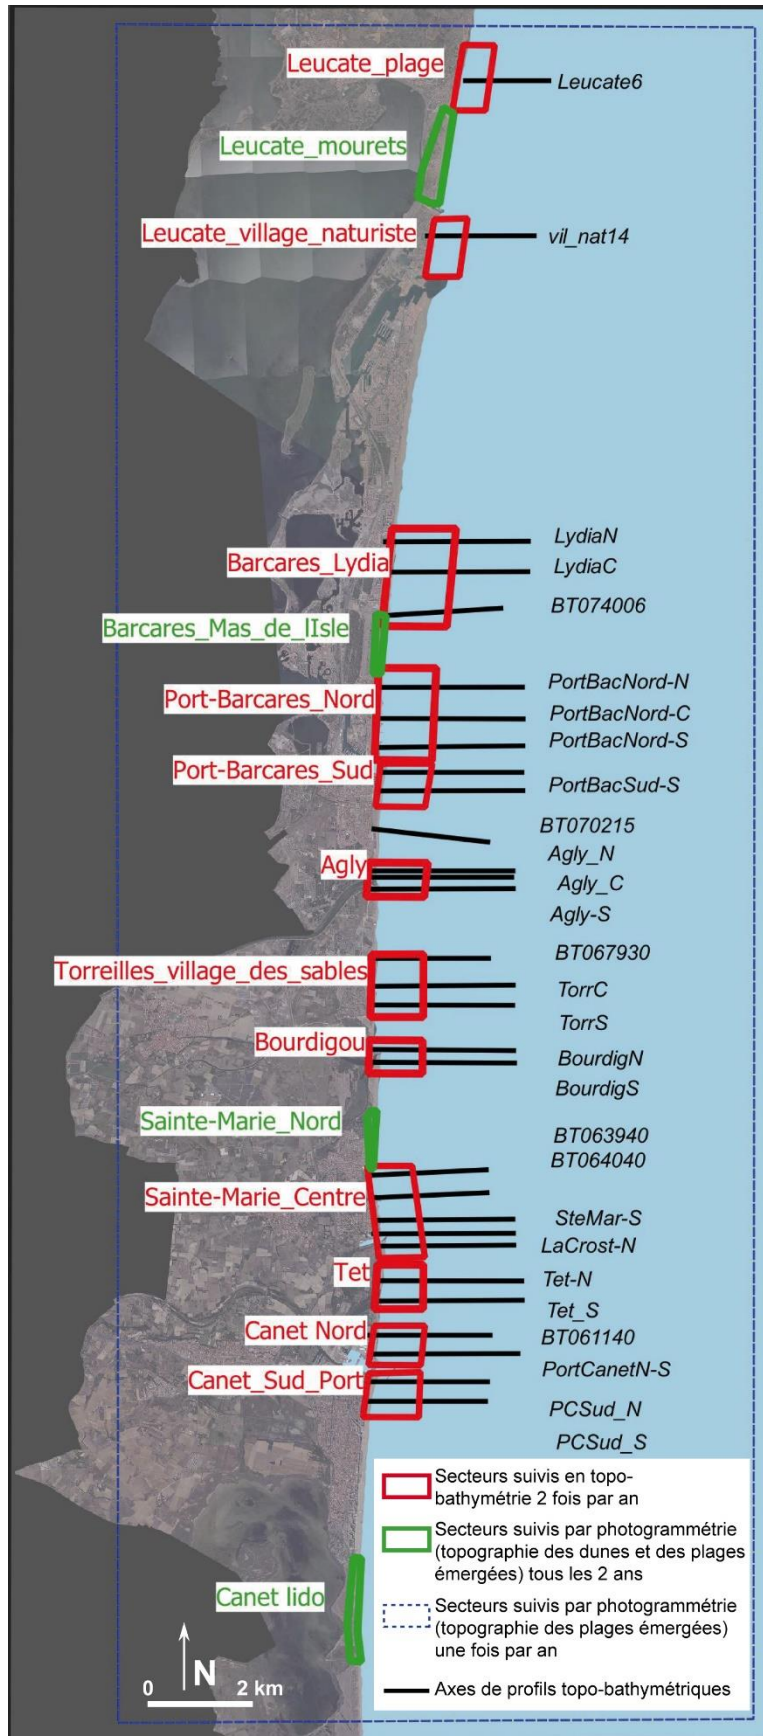 Leucate_plage
Leucate6
Leucate_mourets
Leucate_village_naturiste
vil_nat14
LydiaN
Barcares_Lydia
LydiaC
BT074006
Barcares_Mas_de_lIsle
PortBacNord-N
Port-Barcares_Nord
PortBacNord-C
PortBacNord-S
Port-Barcares_Sud
PortBacSud-S
BT070215
Agly_N
Agly
Agly_C
Agly-S
BT067930
Torreilles_village_des_sables
TorrC
TorrS
Bourdigou
BourdigN
BourdigS
Sainte-Marie_Nord
BT063940
BT064040
Sainte-Marie_Centre
SteMar-S
LaCrost-N
Tet
Tet-N
Tet_S
Canet Nord
BT061140
PortCanetN-S
Canet_Sud_Port
PCSud_N
PCSud_S
Secteurs suivis en topo-
bathymétrie 2 fois par an
Secteurs suivis par photogrammétrie
(topographie des dunes et des plages
émergées) tous les 2 ans
Canet lido
Secteurs suivis par photogrammétrie
(topographie des plages émergées)
une fois par an
N
0 2 km
Axes de profils topo-bathymétriques